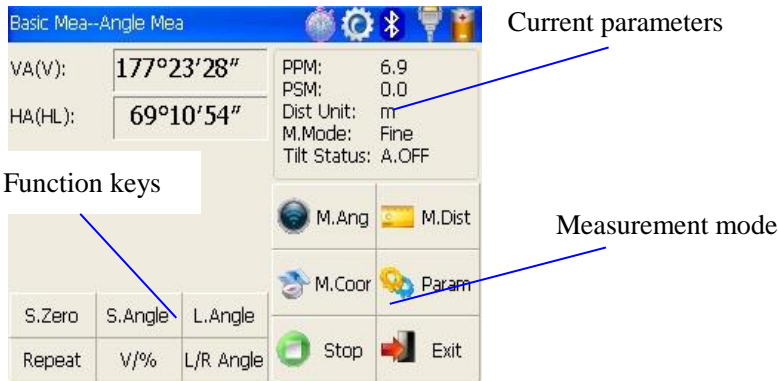 Basic Mea--Angle Mea
Current parameters
VA(V): 177°23'28"
HA(HL): 69°10'54"
PPM: 6.9
PSM: 0.0
Dist Unit: m
M.Mode: Fine
Tilt Status: A.OFF
Function keys
M.Ang M.Dist
Measurement mode
M.Coor Param
S.Zero S.Angle L.Angle
Repeat V/% L/R Angle
Stop Exit